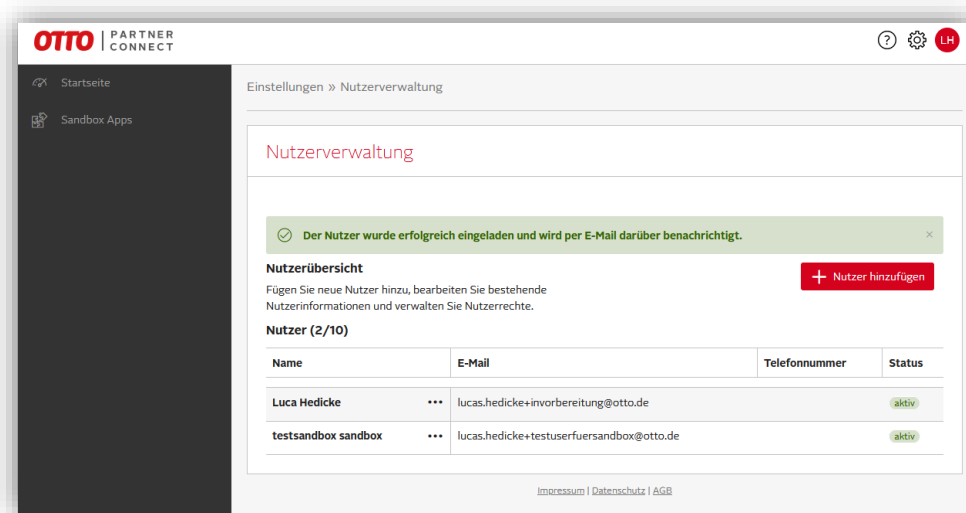 OTTO | PARTNER CONNECT
? LH
Startseite
Sandbox Apps
Einstellungen » Nutzerverwaltung
Nutzerverwaltung
Der Nutzer wurde erfolgreich eingeladen und wird per E-Mail darüber benachrichtigt. ×
Nutzerübersicht
+ Nutzer hinzufügen
Fügen Sie neue Nutzer hinzu, bearbeiten Sie bestehende
Nutzerinformationen und verwalten Sie Nutzerrechte.
Nutzer (2/10)
Name E-Mail Telefonnummer Status
Luca Hedicke ••• lucas.hedicke+invorbereitung@otto.de aktiv
testsandbox sandbox ••• lucas.hedicke+testuserfuersandbox@otto.de aktiv
Impressum | Datenschutz | AGB